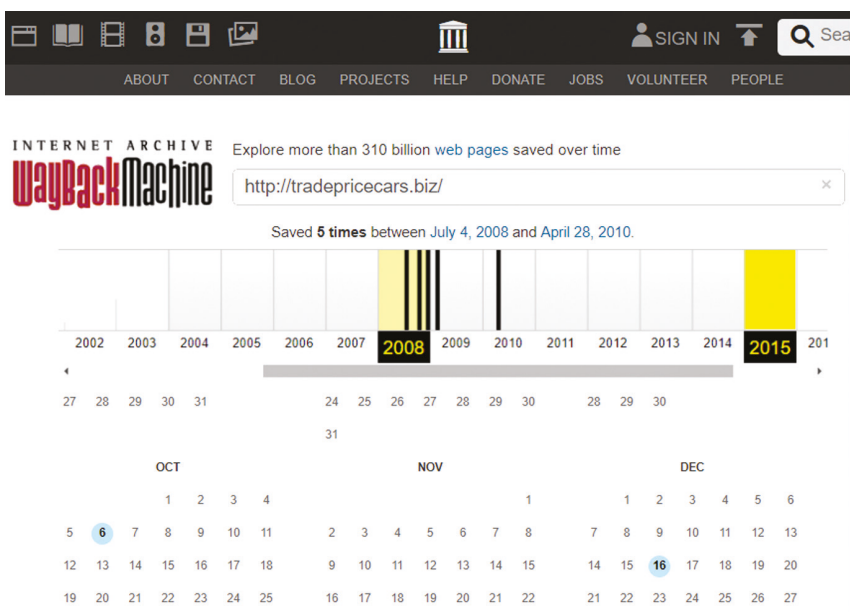 SIGN IN Sea
ABOUT CONTACT BLOG PROJECTS HELP DONATE JOBS VOLUNTEER PEOPLE
INTERNET ARCHIVE
WayBackMachine
Explore more than 310 billion web pages saved over time
http://tradepricecars.biz/ ×
Saved 5 times between July 4, 2008 and April 28, 2010.
2002 2003 2004 2005 2006 2007 2008 2009 2010 2011 2012 2013 2014 2015 201
27 28 29 30 31 24 25 26 27 28 29 30 28 29 30
31
OCT NOV DEC
1 2 3 4 1 1 2 3 4 5 6
5 6 7 8 9 10 11 2 3 4 5 6 7 8 7 8 9 10 11 12 13
12 13 14 15 16 17 18 9 10 11 12 13 14 15 14 15 16 17 18 19 20
19 20 21 22 23 24 25 16 17 18 19 20 21 22 21 22 23 24 25 26 27